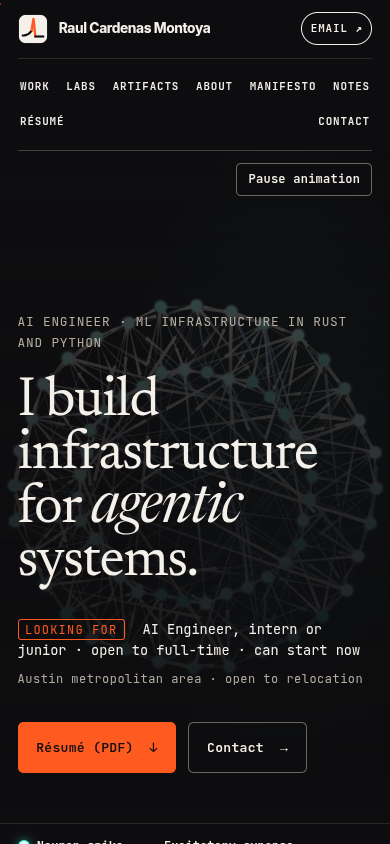 Raul Cardenas Montoya
EMAIL ↗
WORK LABS ARTIFACTS ABOUT MANIFESTO NOTES
RÉSUMÉ CONTACT
Pause animation
AI ENGINEER · ML INFRASTRUCTURE IN RUST
AND PYTHON
I build
infrastructure
for agentic
systems.
LOOKING FOR AI Engineer, intern or
junior · open to full-time · can start now
Austin metropolitan area · open to relocation
Résumé (PDF) ↓
Contact →